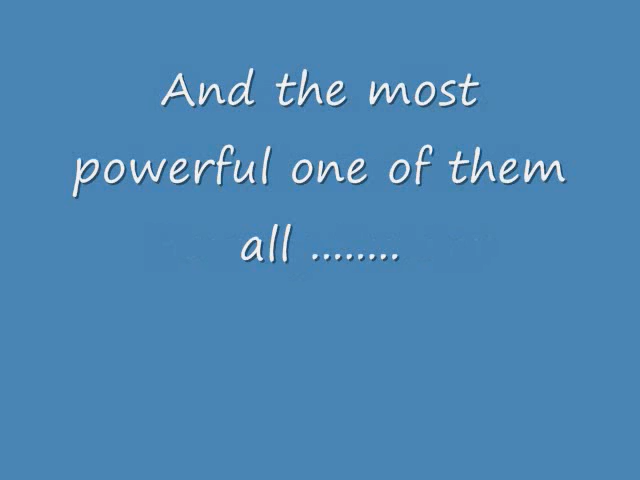 And the most
powerful one of them
all ........